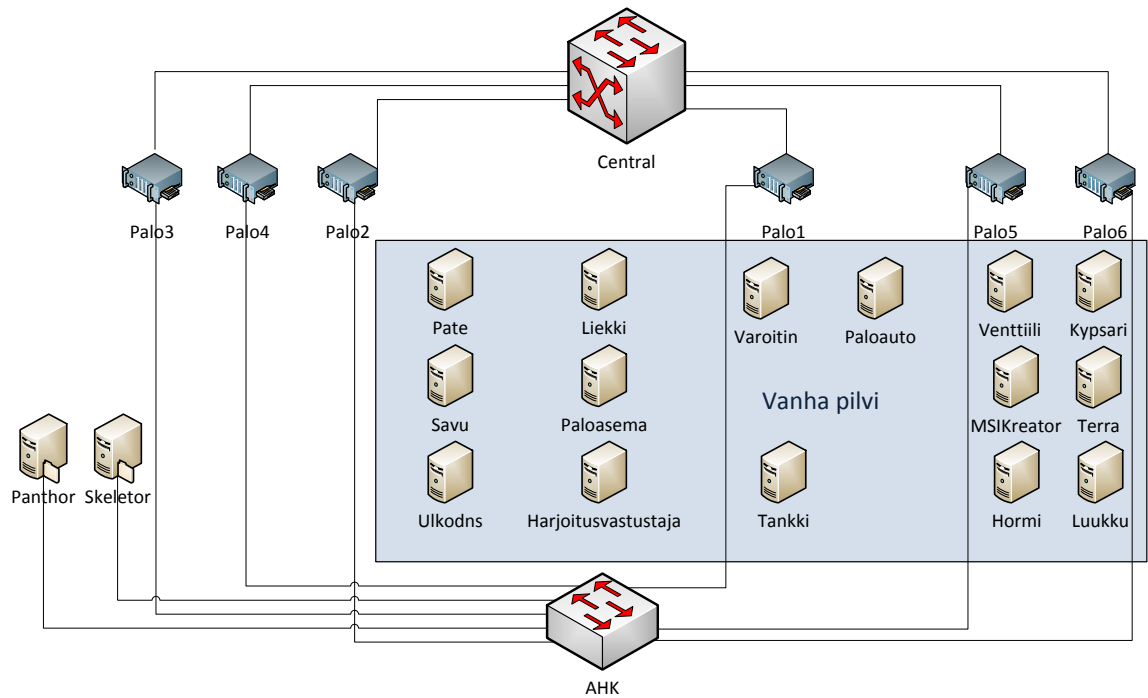 Central
Palo3
Palo4
Palo2
Palo1
Palo5
Palo6
Pate
Liekki
Varoitin
Paloauto
Venttiili
Kypsari
Savu
Paloasema
Vanha pilvi
MSIKreator
Terra
Panthor
Skeletor
Ulkodns
Harjoitusvastustaja
Tankki
Hormi
Luukku
AHK